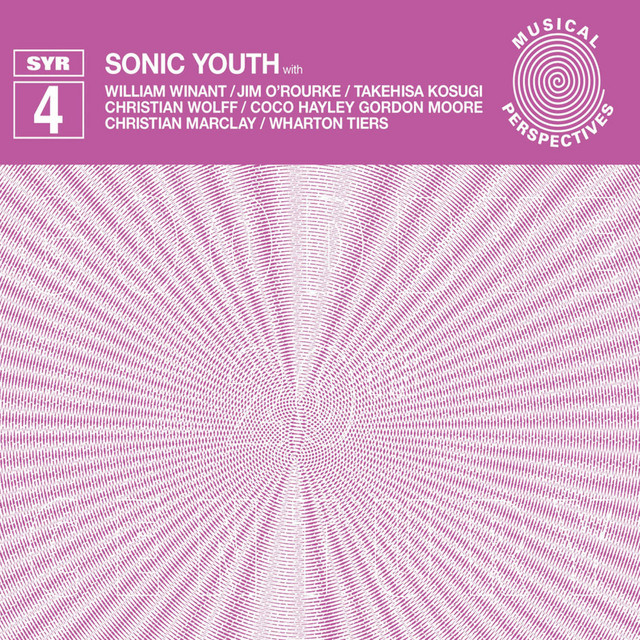 SYR
4
SONIC YOUTH with
WILLIAM WINANT / JIM O'ROURKE / TAKEHISA KOSUGI
CHRISTIAN WOLFF / COCO HAYLEY GORDON MOORE
CHRISTIAN MARCLAY / WHARTON TIERS
MUSICAL
PERSPECTIVES